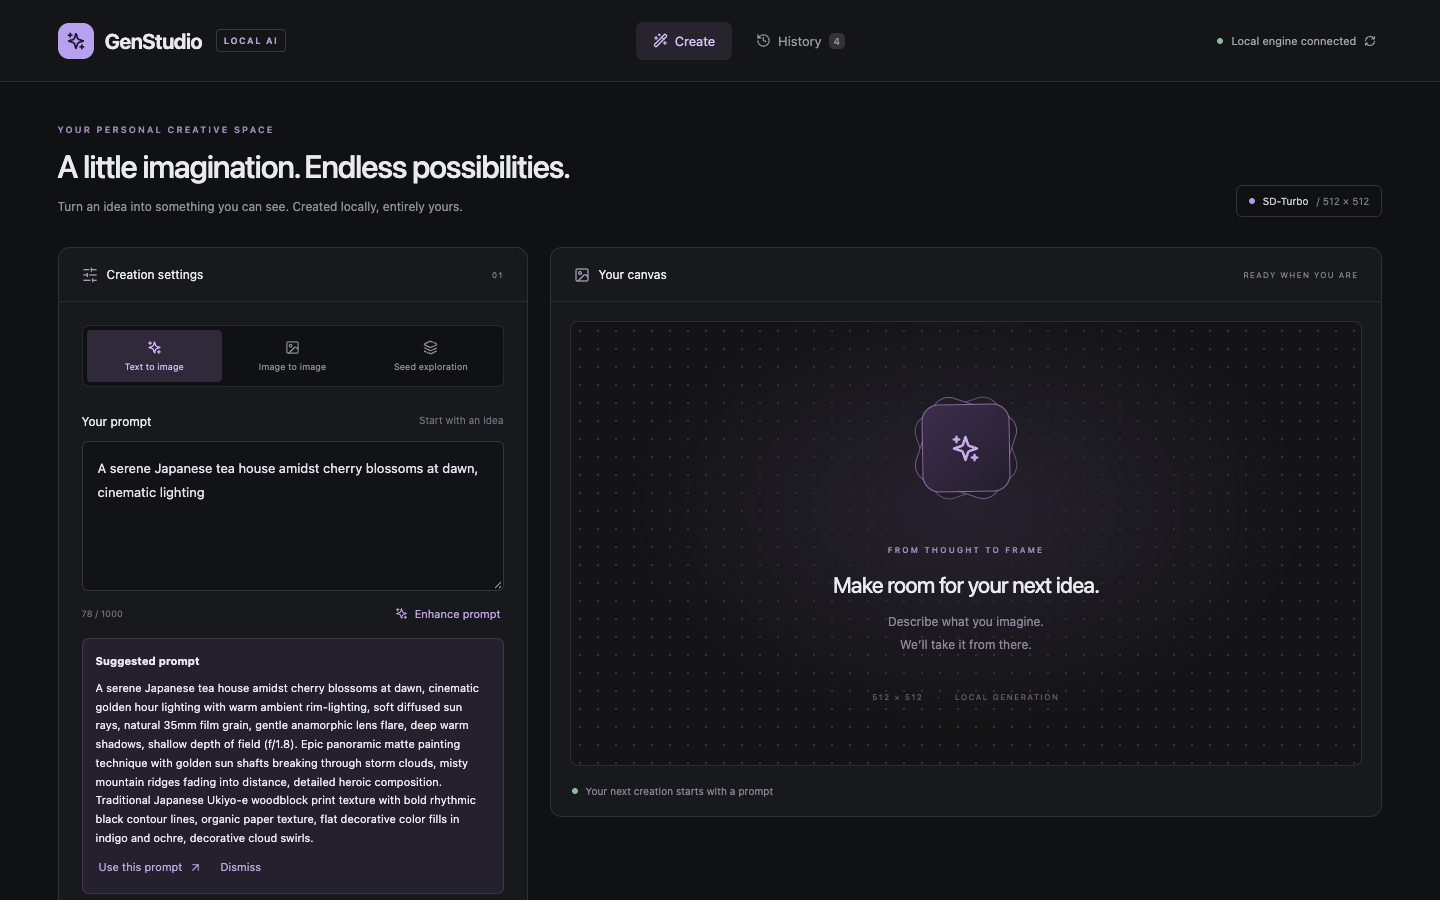 GenStudio
LOCAL AI
Create
History 4
Local engine connected
YOUR PERSONAL CREATIVE SPACE
A little imagination. Endless possibilities.
Turn an idea into something you can see. Created locally, entirely yours.
SD-Turbo / 512 × 512
Creation settings
01
Text to image
Image to image
Seed exploration
Your prompt
Start with an idea
A serene Japanese tea house amidst cherry blossoms at dawn,
cinematic lighting
78 / 1000
Enhance prompt
Suggested prompt
A serene Japanese tea house amidst cherry blossoms at dawn, cinematic
golden hour lighting with warm ambient rim-lighting, soft diffused sun
rays, natural 35mm film grain, gentle anamorphic lens flare, deep warm
shadows, shallow depth of field (f/1.8). Epic panoramic matte painting
technique with golden sun shafts breaking through storm clouds, misty
mountain ridges fading into distance, detailed heroic composition.
Traditional Japanese Ukiyo-e woodblock print texture with bold rhythmic
black contour lines, organic paper texture, flat decorative color fills in
indigo and ochre, decorative cloud swirls.
Use this prompt
Dismiss
Your canvas
READY WHEN YOU ARE
FROM THOUGHT TO FRAME
Make room for your next idea.
Describe what you imagine.
We'll take it from there.
512 × 512 · LOCAL GENERATION
Your next creation starts with a prompt